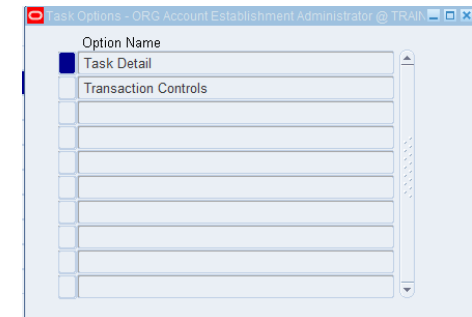 Task Options - ORG Account Establishment Administrator @ TRAIN
Option Name
Task Detail
Transaction Controls